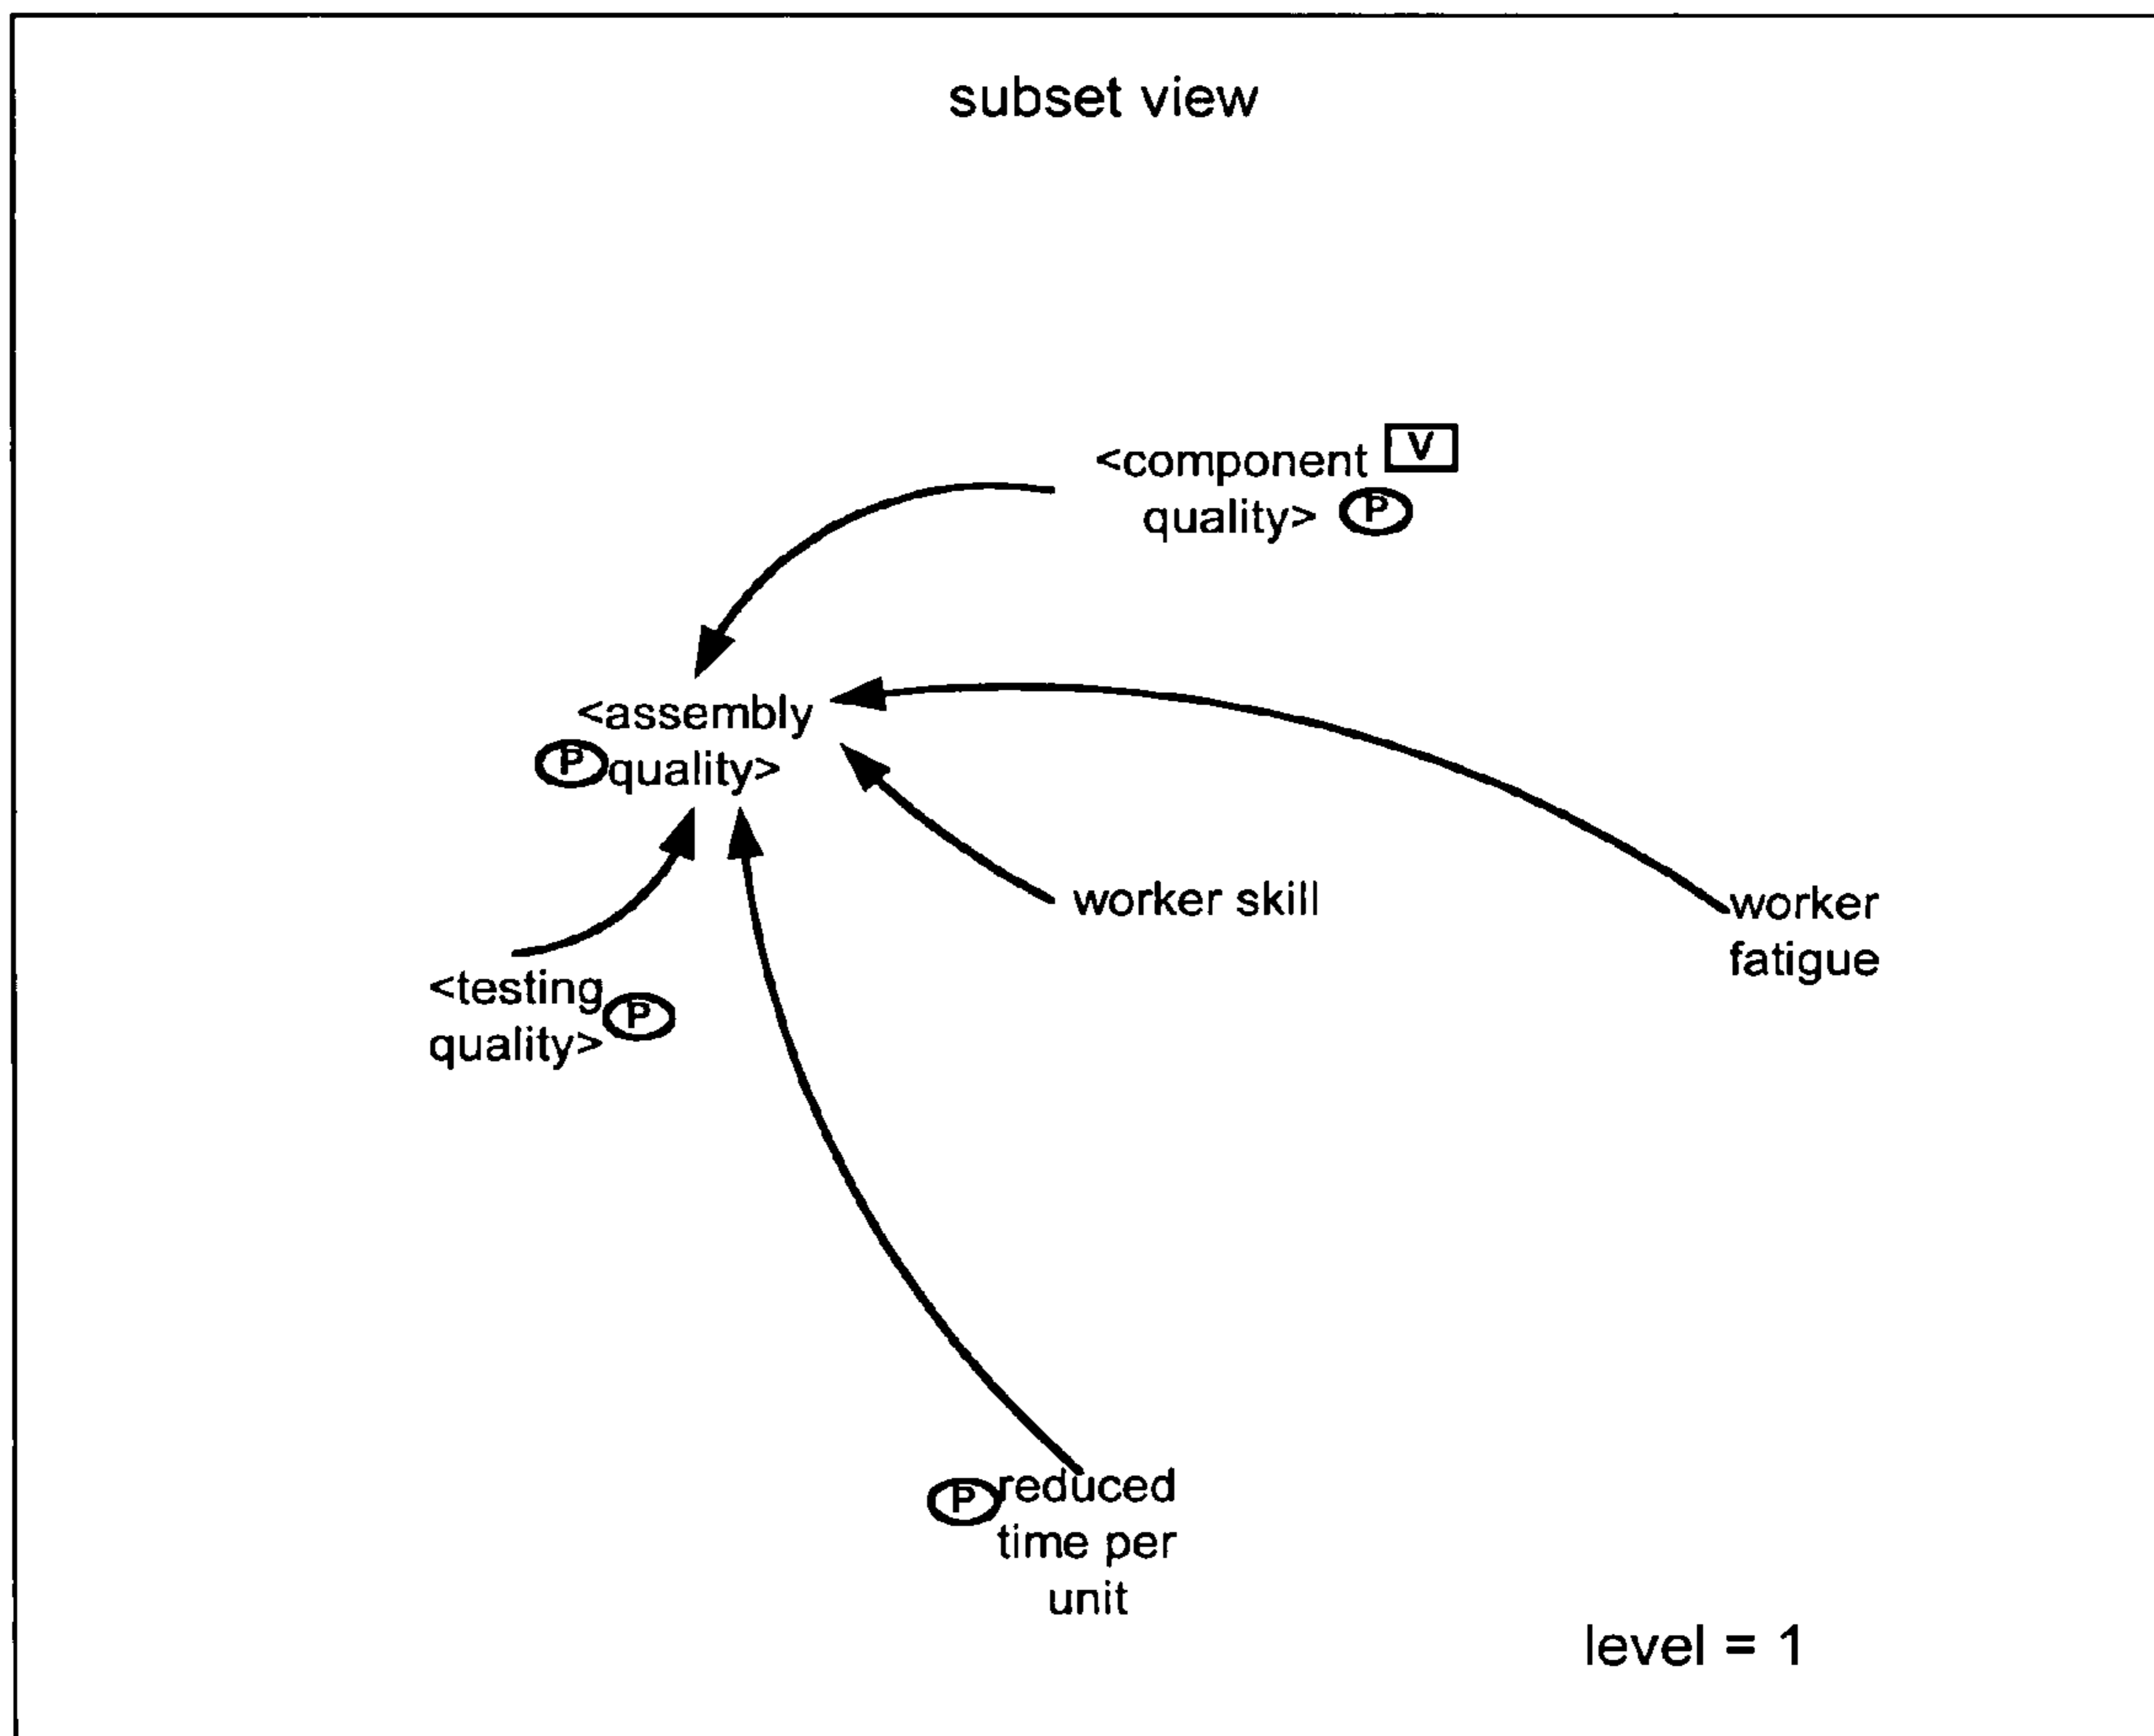 subset view
<component V
quality> P
<assembly
P quality>
worker skill
worker
fatigue
<testing
quality> P
P reduced
time per
unit
level = 1